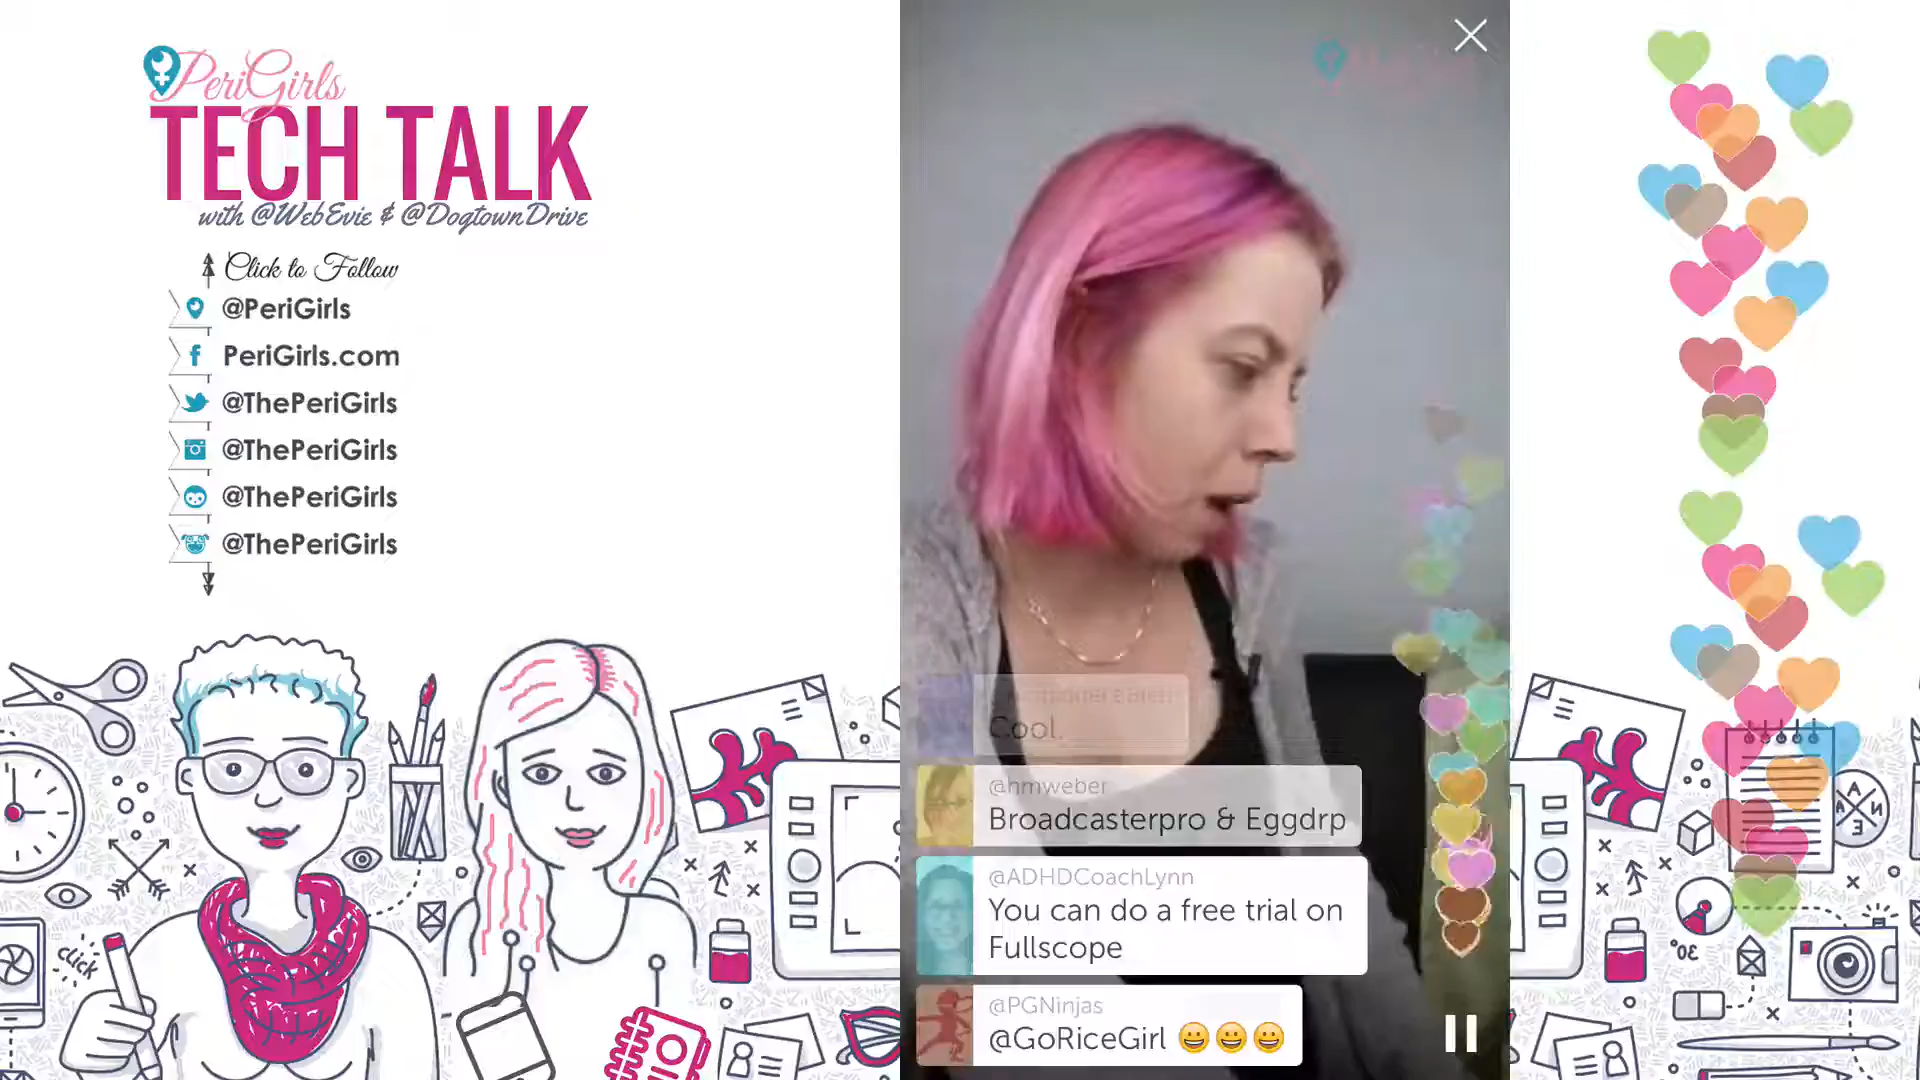 PeriGirls
TECH TALK
with @WebEvie & @DogtownDrive
Click to Follow
@PeriGirls
PeriGirls.com
@ThePeriGirls
@ThePeriGirls
@ThePeriGirls
@ThePeriGirls
click
Cool.
@hmweber
Broadcasterpro & Eggdrp
@ADHDCoachLynn
You can do a free trial on
Fullscope
@PGNinjas
@GoRiceGirl 😀😀😀
30°